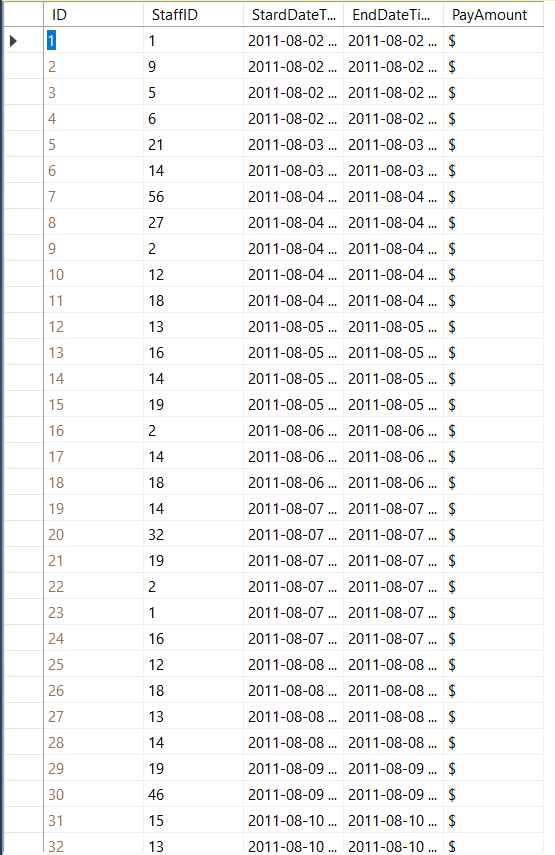 ID StaffID StardDateT... EndDateTi... PayAmount
1 1 2011-08-02 ... 2011-08-02 ... $
2 9 2011-08-02 ... 2011-08-02 ... $
3 5 2011-08-02 ... 2011-08-02 ... $
4 6 2011-08-02 ... 2011-08-02 ... $
5 21 2011-08-03 ... 2011-08-03 ... $
6 14 2011-08-03 ... 2011-08-03 ... $
7 56 2011-08-04 ... 2011-08-04 ... $
8 27 2011-08-04 ... 2011-08-04 ... $
9 2 2011-08-04 ... 2011-08-04 ... $
10 12 2011-08-04 ... 2011-08-04 ... $
11 18 2011-08-04 ... 2011-08-04 ... $
12 13 2011-08-05 ... 2011-08-05 ... $
13 16 2011-08-05 ... 2011-08-05 ... $
14 14 2011-08-05 ... 2011-08-05 ... $
15 19 2011-08-05 ... 2011-08-05 ... $
16 2 2011-08-06 ... 2011-08-06 ... $
17 14 2011-08-06 ... 2011-08-06 ... $
18 18 2011-08-06 ... 2011-08-06 ... $
19 14 2011-08-07 ... 2011-08-07 ... $
20 32 2011-08-07 ... 2011-08-07 ... $
21 19 2011-08-07 ... 2011-08-07 ... $
22 2 2011-08-07 ... 2011-08-07 ... $
23 1 2011-08-07 ... 2011-08-07 ... $
24 16 2011-08-07 ... 2011-08-07 ... $
25 12 2011-08-08 ... 2011-08-08 ... $
26 18 2011-08-08 ... 2011-08-08 ... $
27 13 2011-08-08 ... 2011-08-08 ... $
28 14 2011-08-08 ... 2011-08-08 ... $
29 19 2011-08-09 ... 2011-08-09 ... $
30 46 2011-08-09 ... 2011-08-09 ... $
31 15 2011-08-10 ... 2011-08-10 ... $
32 13 2011-08-10 ... 2011-08-10 ... $